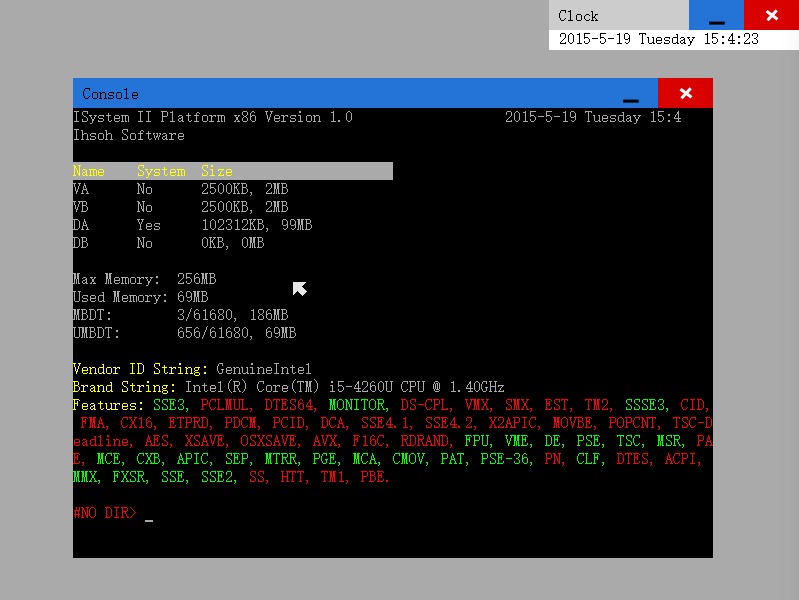 Clock
2015-5-19 Tuesday 15:4:23
Console
ISystem II Platform x86 Version 1.0 2015-5-19 Tuesday 15:4
Ihsoh Software
Name System Size
VA No 2500KB, 2MB
VB No 2500KB, 2MB
DA Yes 102312KB, 99MB
DB No 0KB, 0MB
Max Memory: 256MB
Used Memory: 69MB
MBDT: 3/61680, 186MB
UMBDT: 656/61680, 69MB
Vendor ID String: GenuineIntel
Brand String: Intel(R) Core(TM) i5-4260U CPU @ 1.40GHz
Features: SSE3, PCLMUL, DTES64, MONITOR, DS-CPL, VMX, SMX, EST, TM2, SSSE3, CID,
FMA, CX16, ETPRD, PDCM, PCID, DCA, SSE4.1, SSE4.2, X2APIC, MOVBE, POPCNT, TSC-D
eadline, AES, XSAVE, OSXSAVE, AVX, F16C, RDRAND, FPU, VME, DE, PSE, TSC, MSR, PA
E, MCE, CXB, APIC, SEP, MTRR, PGE, MCA, CMOV, PAT, PSE-36, PN, CLF, DTES, ACPI,
MMX, FXSR, SSE, SSE2, SS, HTT, TM1, PBE.
#NO DIR> _